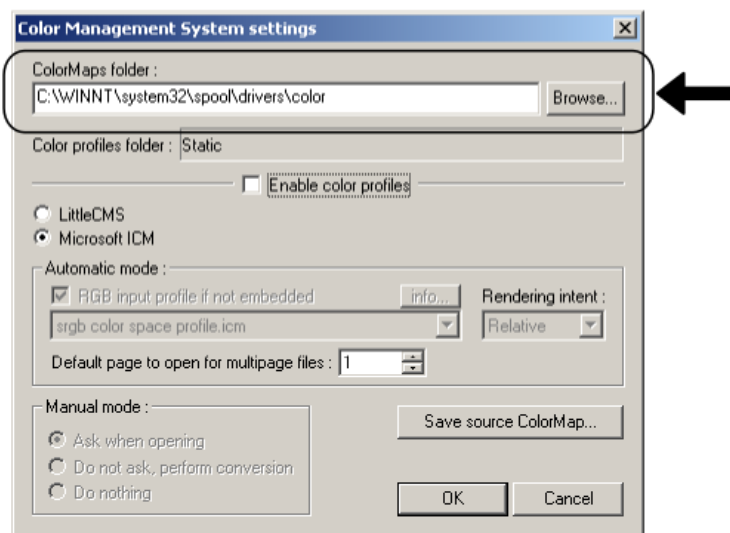 Color Management System settings
ColorMaps folder :
C:\WINNT\system32\spool\drivers\color
Browse...
Color profiles folder : Static
Enable color profiles
LittleCMS
Microsoft ICM
Automatic mode :
RGB input profile if not embedded info... Rendering intent :
srgb color space profile.icm Relative
Default page to open for multipage files : 1
Manual mode :
Save source ColorMap...
Ask when opening
Do not ask, perform conversion
Do nothing
OK Cancel